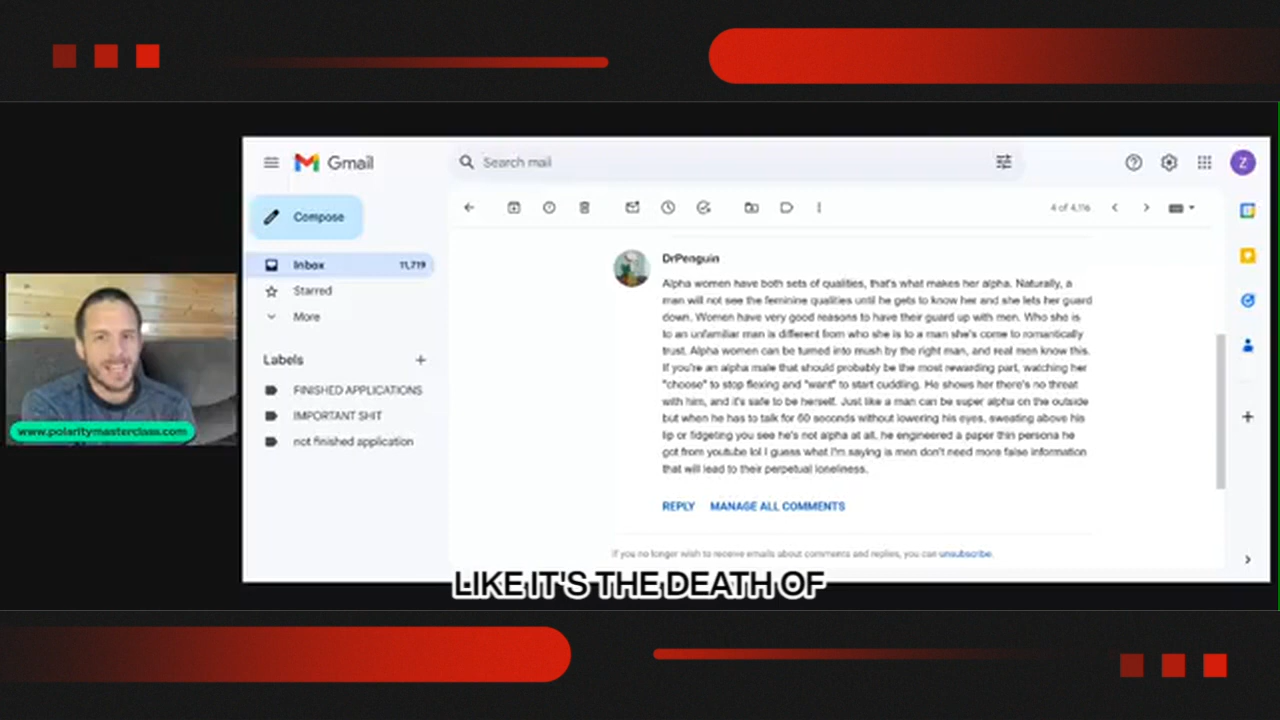 Gmail
Search mail
Z
Compose
4 of 4,116
Inbox 11,719
Starred
More
Labels
FINISHED APPLICATIONS
IMPORTANT SHIT
not finished application
DrPenguin
Alpha women have both sets of qualities, that's what makes her alpha. Naturally, a
man will not see the feminine qualities until he gets to know her and she lets her guard
down. Women have very good reasons to have their guard up with men. Who she is
to an unfamiliar man is different from who she is to a man she's come to romantically
trust. Alpha women can be turned into mush by the right man, and real men know this.
If you're an alpha male that should probably be the most rewarding part, watching her
"choose" to stop flexing and "want" to start cuddling. He shows her there's no threat
with him, and it's safe to be herself. Just like a man can be super alpha on the outside
but when he has to talk for 60 seconds without lowering his eyes, sweating above his
lip or fidgeting you see he's not alpha at all, he engineered a paper thin persona he
got from youtube lol I guess what I'm saying is men don't need more false information
that will lead to their perpetual loneliness.
REPLY MANAGE ALL COMMENTS
If you no longer wish to receive emails about comments and replies, you can unsubscribe.
www.polaritymasterclass.com
LIKE IT'S THE DEATH OF